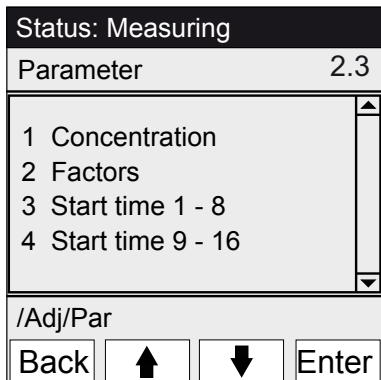 Status: Measuring
Parameter 2.3
1 Concentration
2 Factors
3 Start time 1 - 8
4 Start time 9 - 16
/Adj/Par
Back Enter